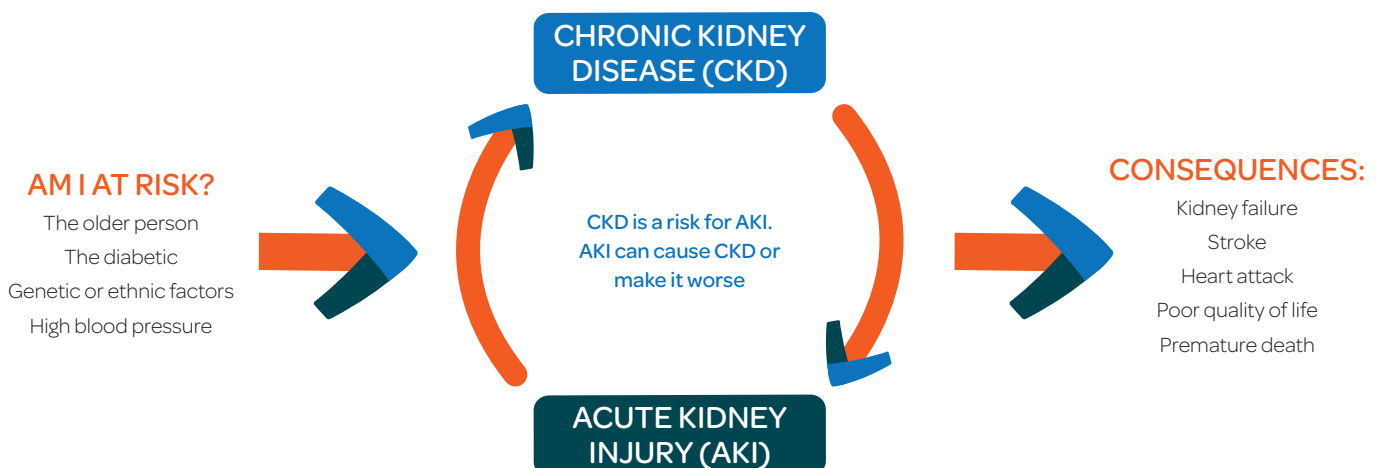 CHRONIC KIDNEY
DISEASE (CKD)
AM I AT RISK?
The older person
The diabetic
Genetic or ethnic factors
High blood pressure
CKD is a risk for AKI.
AKI can cause CKD or
make it worse
CONSEQUENCES:
Kidney failure
Stroke
Heart attack
Poor quality of life
Premature death
ACUTE KIDNEY
INJURY (AKI)